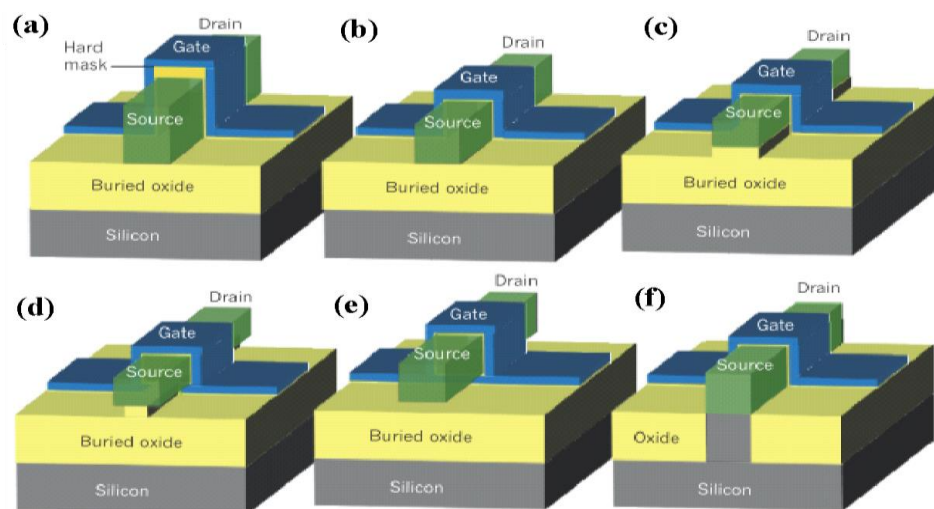 (a)
Drain
Gate
Hard
mask
Source
Buried oxide
Silicon
(b)
Drain
Gate
Source
Buried oxide
Silicon
(c)
Drain
Gate
Source
Buried oxide
Silicon
(d)
Drain
Gate
Source
Buried oxide
Silicon
(e)
Drain
Gate
Source
Buried oxide
Silicon
(f)
Drain
Gate
Source
Oxide
Silicon